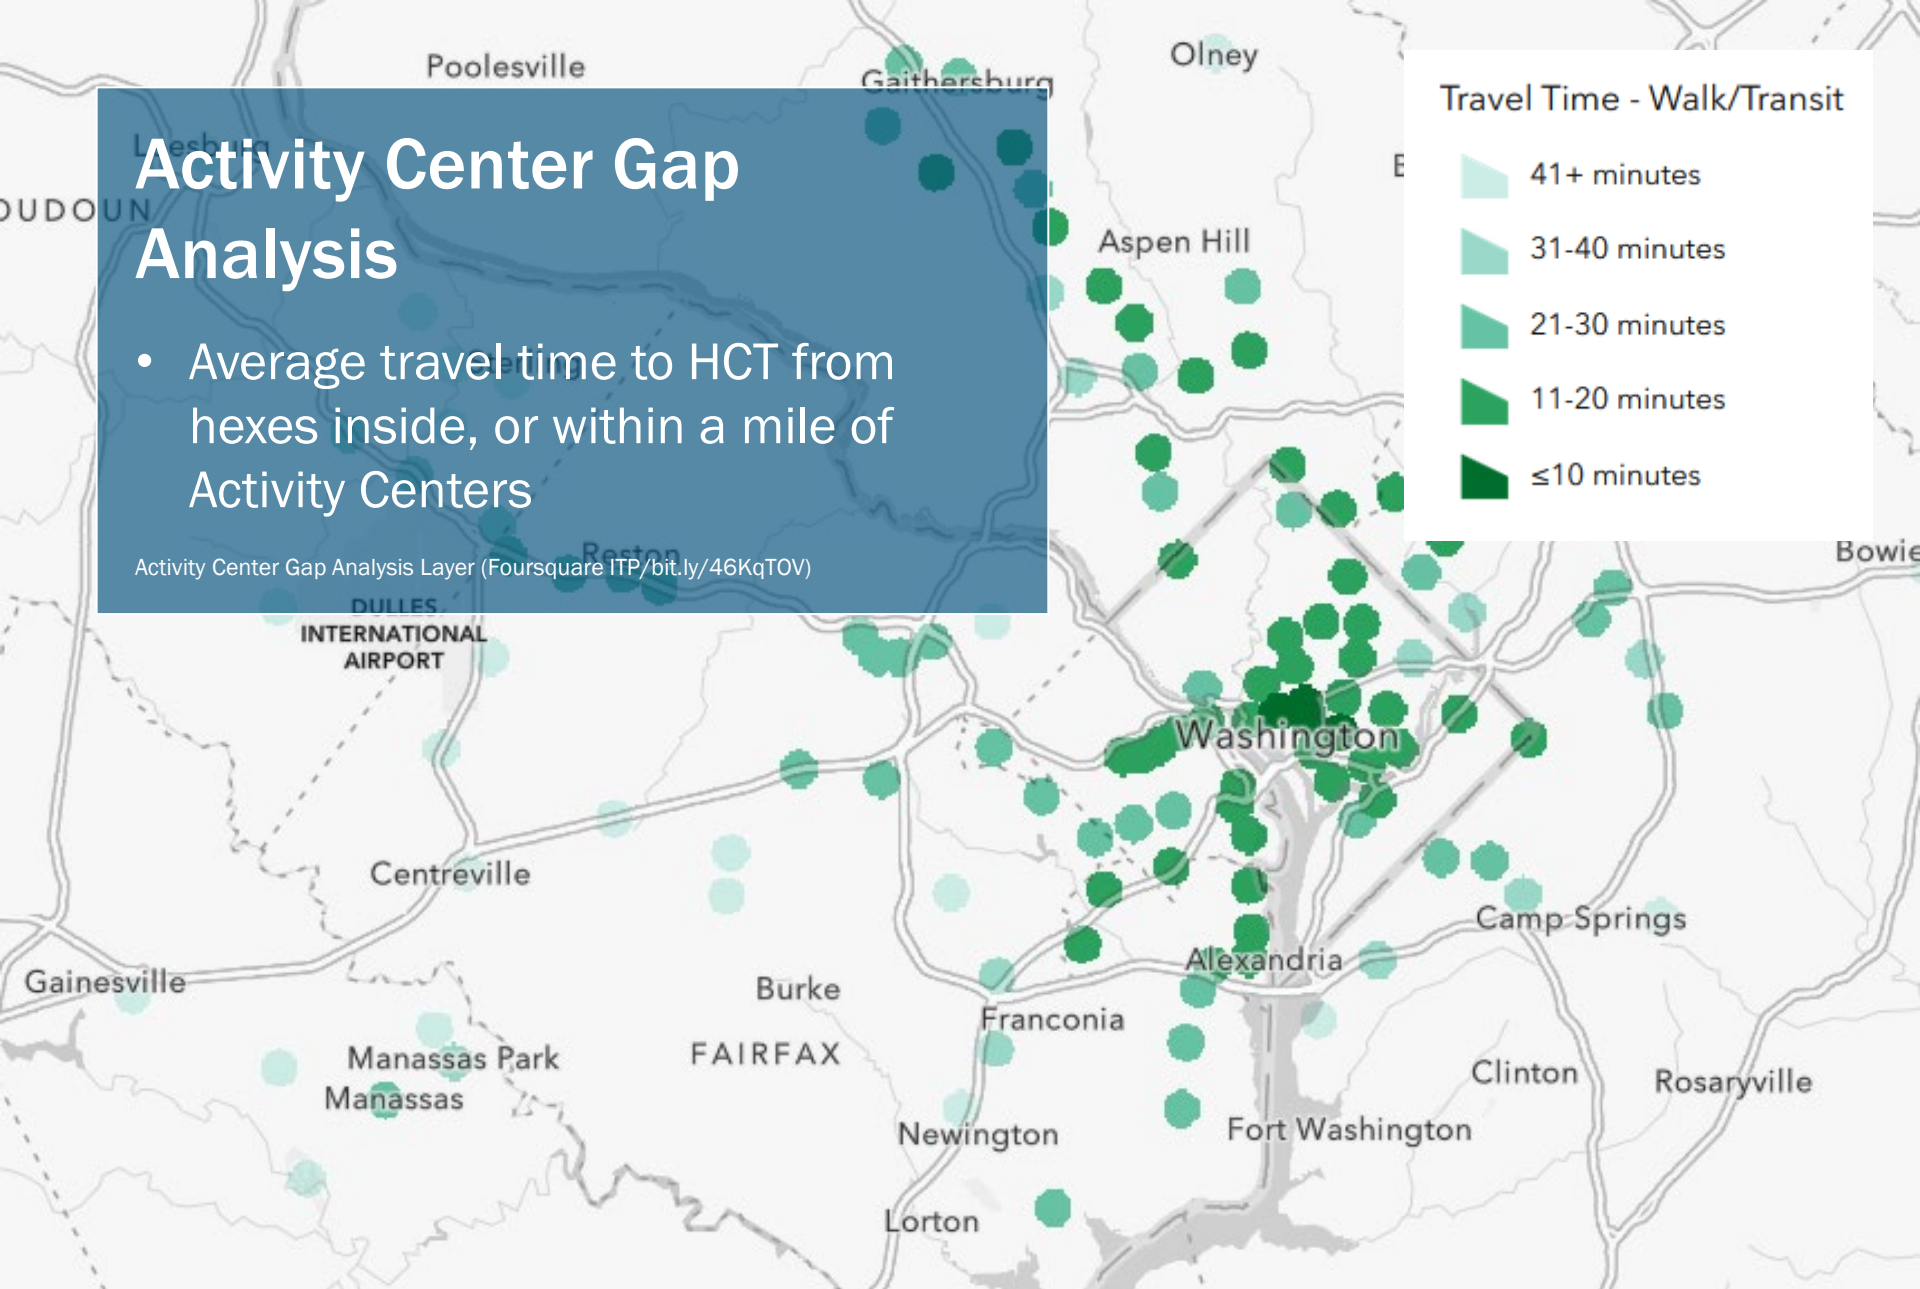 Poolesville
Olney
Gaithersburg
Travel Time - Walk/Transit
41+ minutes
31-40 minutes
21-30 minutes
11-20 minutes
≤10 minutes
Leesburg
Activity Center Gap
Analysis
OUDOUN
Aspen Hill
Sterling
• Average travel time to HCT from
hexes inside, or within a mile of
Activity Centers
Reston
Activity Center Gap Analysis Layer (Foursquare ITP/bit.ly/46KqTOV)
Bowie
DULLES
INTERNATIONAL
AIRPORT
Washington
Centreville
Camp Springs
Alexandria
Gainesville
Burke
Franconia
FAIRFAX
Manassas Park
Manassas
Clinton
Rosaryville
Newington
Fort Washington
Lorton